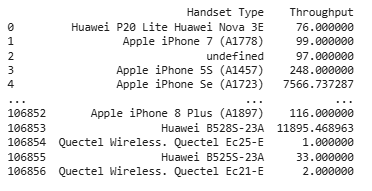 Handset Type Throughput
0 Huawei P20 Lite Huawei Nova 3E 76.000000
1 Apple iPhone 7 (A1778) 99.000000
2 undefined 97.000000
3 Apple iPhone 5S (A1457) 248.000000
4 Apple iPhone Se (A1723) 7566.737287
... ... ...
106852 Apple iPhone 8 Plus (A1897) 116.000000
106853 Huawei B528S-23A 11895.468963
106854 Quectel Wireless. Quectel Ec25-E 1.000000
106855 Huawei B525S-23A 33.000000
106856 Quectel Wireless. Quectel Ec21-E 2.000000